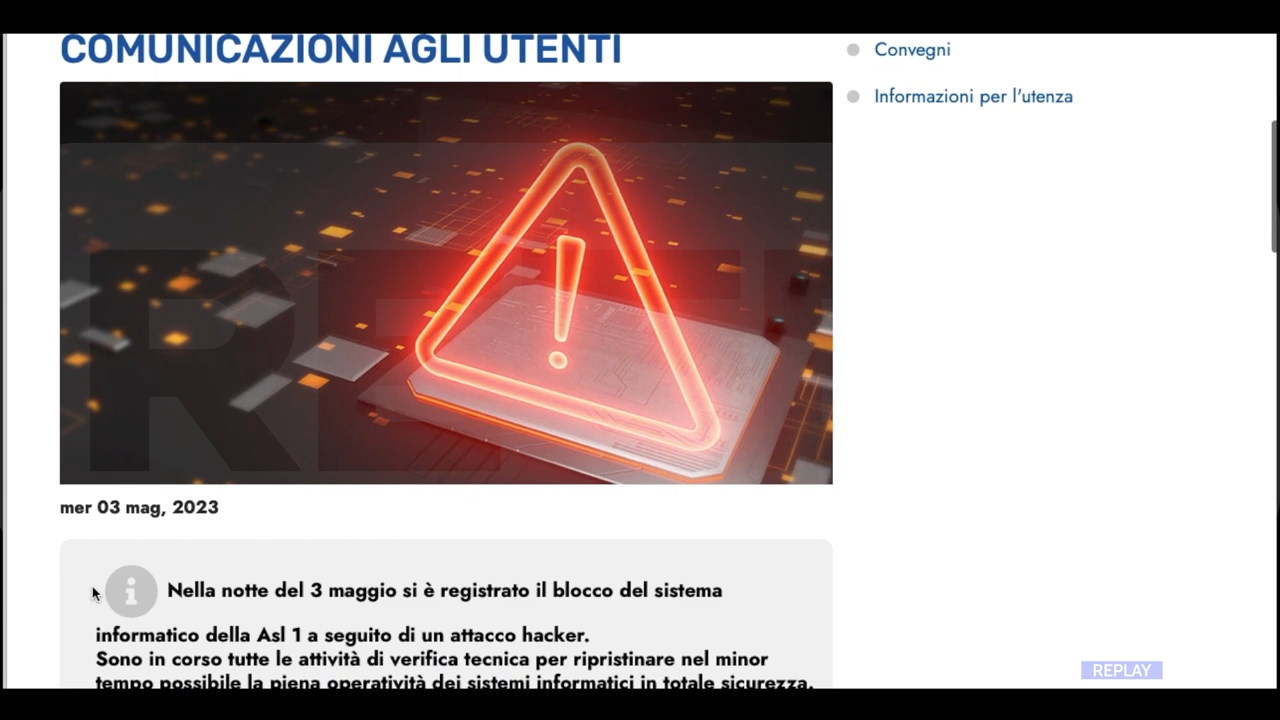 COMUNICAZIONI AGLI UTENTI
Convegni
Informazioni per l'utenza
mer 03 mag, 2023
Nella notte del 3 maggio si è registrato il blocco del sistema
informatico della Asl 1 a seguito di un attacco hacker.
Sono in corso tutte le attività di verifica tecnica per ripristinare nel minor
tempo possibile la piena operatività dei sistemi informatici in totale sicurezza.
REPLAY